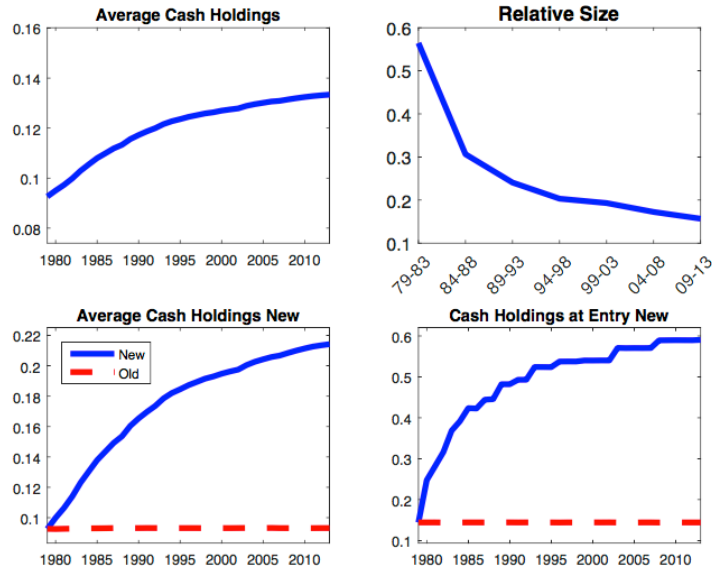 Average Cash Holdings
0.16
0.14
0.12
0.1
0.08
1980 1985 1990 1995 2000 2005 2010
Relative Size
0.6
0.5
0.4
0.3
0.2
0.1
79-83 84-88 89-93 94-98 99-03 04-08 09-13
Average Cash Holdings New
0.22
0.2
0.18
0.16
0.14
0.12
0.1
New
Old
1980 1985 1990 1995 2000 2005 2010
Cash Holdings at Entry New
0.6
0.5
0.4
0.3
0.2
0.1
1980 1985 1990 1995 2000 2005 2010